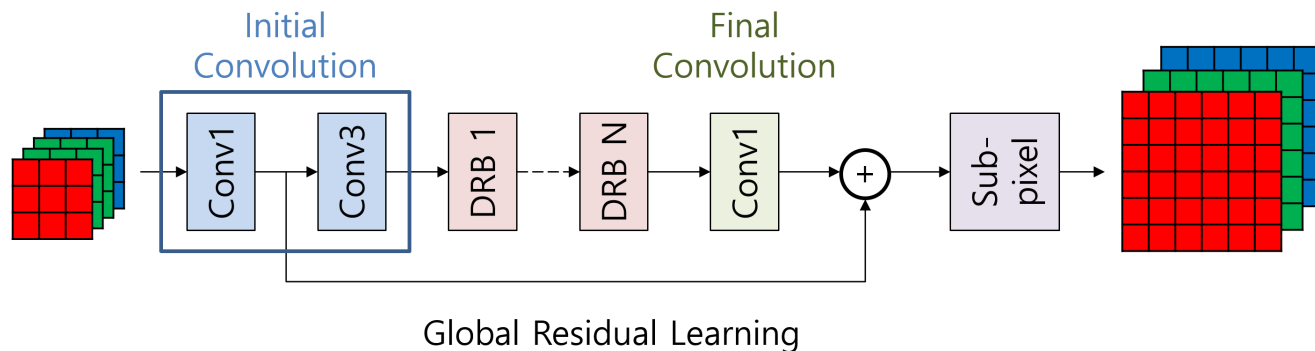 Initial
Convolution
Final
Convolution
Conv1
Conv3
DRB 1
DRB N
Conv1
+
Sub-
pixel
Global Residual Learning